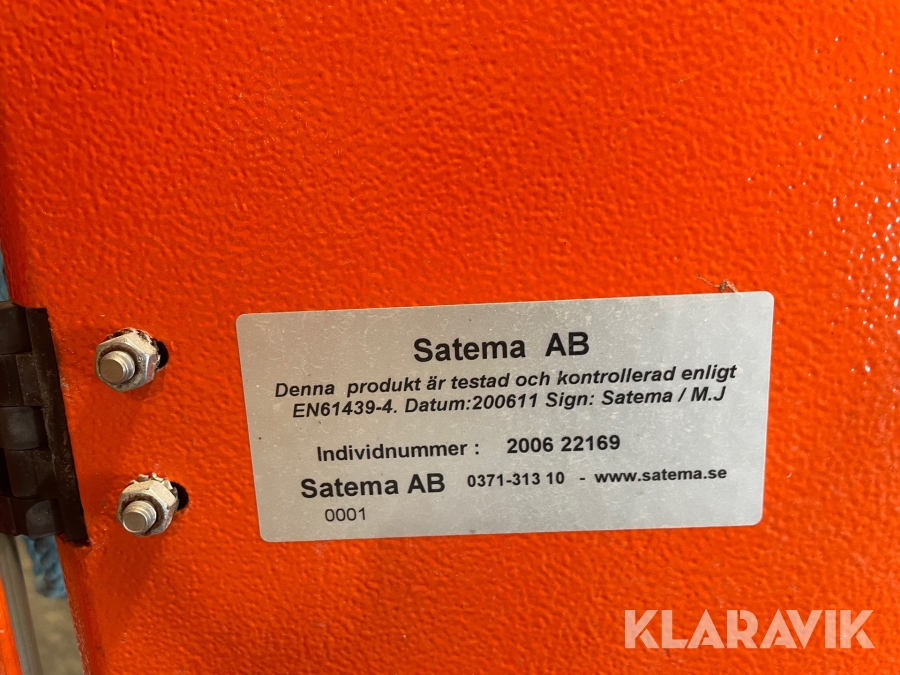 Satema AB
Denna produkt är testad och kontrollerad enligt
EN61439-4. Datum:200611 Sign: Satema / M.J
Individnummer : 2006 22169
Satema AB 0371-313 10 - www.satema.se
0001
KLARAVIK